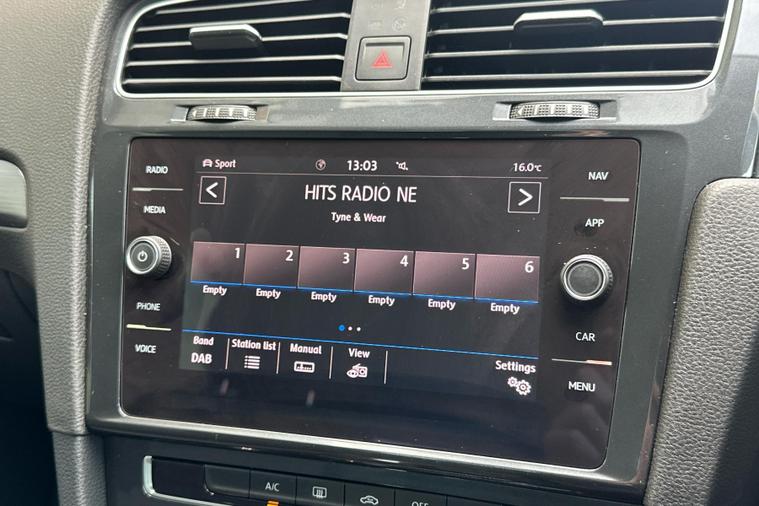 Sport 13:03 16.0°C
RADIO
NAV
HITS RADIO NE
MEDIA
Tyne & Wear
APP
1 2 3 4 5 6
Empty Empty Empty Empty Empty Empty
PHONE
CAR
VOICE
Band Station list Manual View Settings
DAB
MENU
A/C OFF